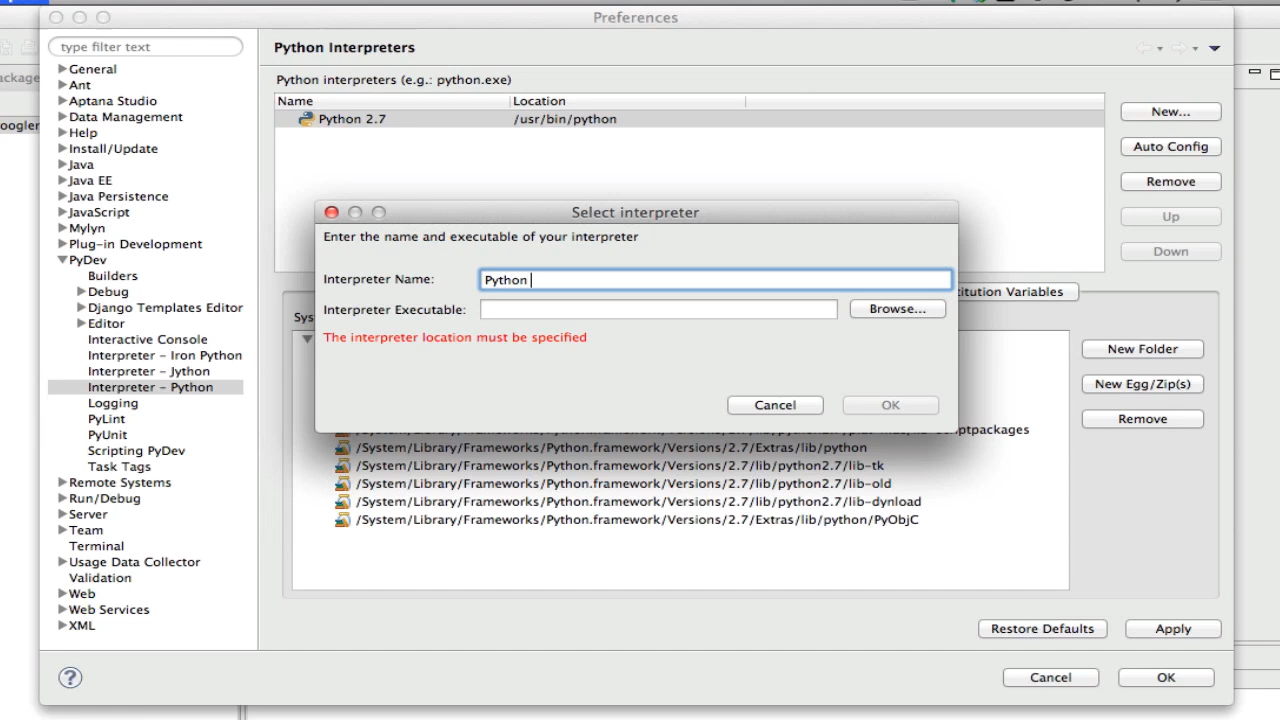 Preferences
type filter text
General
Ant
Aptana Studio
Data Management
Help
Install/Update
Java
Java EE
Java Persistence
JavaScript
Mylyn
Plug-in Development
PyDev
Builders
Debug
Django Templates Editor
Editor
Interactive Console
Interpreter – Iron Python
Interpreter – Jython
Interpreter – Python
Logging
PyLint
PyUnit
Scripting PyDev
Task Tags
Remote Systems
Run/Debug
Server
Team
Terminal
Usage Data Collector
Validation
Web
Web Services
XML
Python Interpreters
Python interpreters (e.g.: python.exe)
Name Location
Python 2.7 /usr/bin/python
New...
Auto Config
Remove
Up
Down
Select interpreter
Enter the name and executable of your interpreter
Interpreter Name: Python
Interpreter Executable: Browse...
The interpreter location must be specified
Cancel OK
titution Variables
Sys
/System/Library/Frameworks/Python.framework/Versions/2.7/Extras/lib/python
/System/Library/Frameworks/Python.framework/Versions/2.7/lib/python2.7/lib-tk
/System/Library/Frameworks/Python.framework/Versions/2.7/lib/python2.7/lib-old
/System/Library/Frameworks/Python.framework/Versions/2.7/lib/python2.7/lib-dynload
/System/Library/Frameworks/Python.framework/Versions/2.7/Extras/lib/python/PyObjC
New Folder
New Egg/Zip(s)
Remove
Restore Defaults Apply
Cancel OK
ackage
oogler